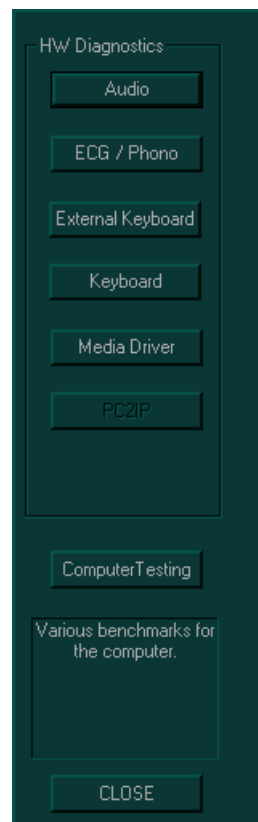 HW Diagnostics
Audio
ECG / Phono
External Keyboard
Keyboard
Media Driver
PC2IP
ComputerTesting
Various benchmarks for
the computer.
CLOSE